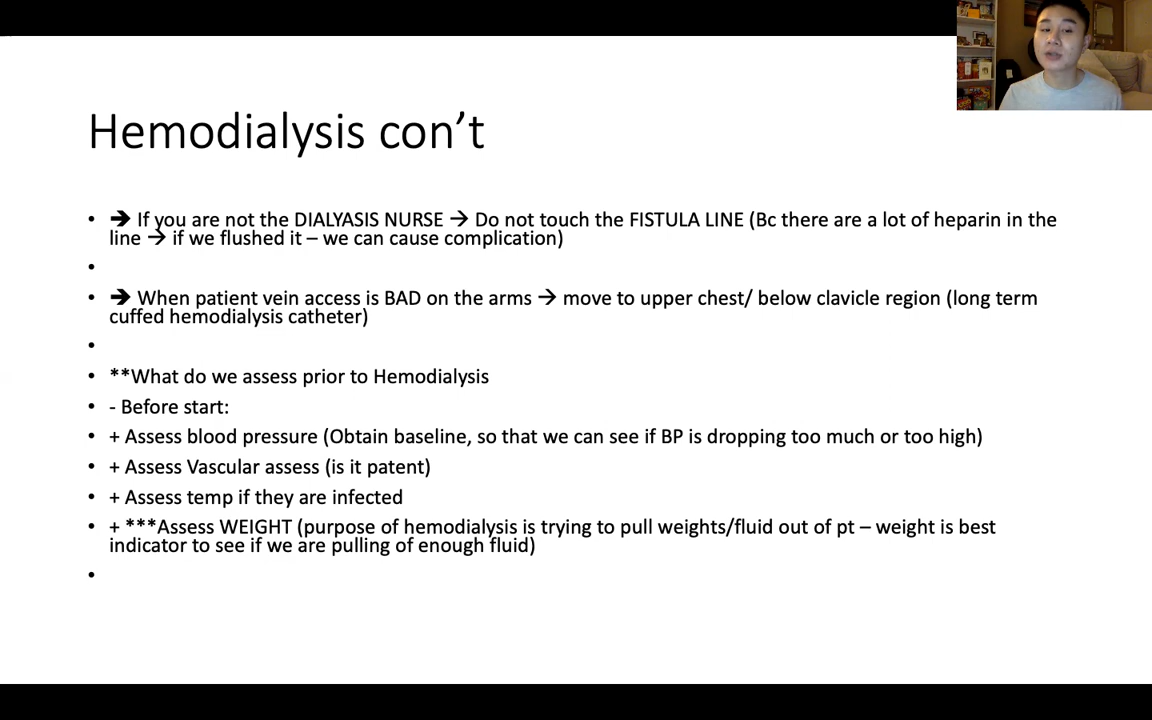 Hemodialysis con’t
• ➔ If you are not the DIALYASIS NURSE → Do not touch the FISTULA LINE (Bc there are a lot of heparin in the
line → if we flushed it – we can cause complication)
•
• ➔ When patient vein access is BAD on the arms → move to upper chest/ below clavicle region (long term
cuffed hemodialysis catheter)
•
• **What do we assess prior to Hemodialysis
• - Before start:
• + Assess blood pressure (Obtain baseline, so that we can see if BP is dropping too much or too high)
• + Assess Vascular assess (is it patent)
• + Assess temp if they are infected
• + ***Assess WEIGHT (purpose of hemodialysis is trying to pull weights/fluid out of pt – weight is best
indicator to see if we are pulling of enough fluid)
•